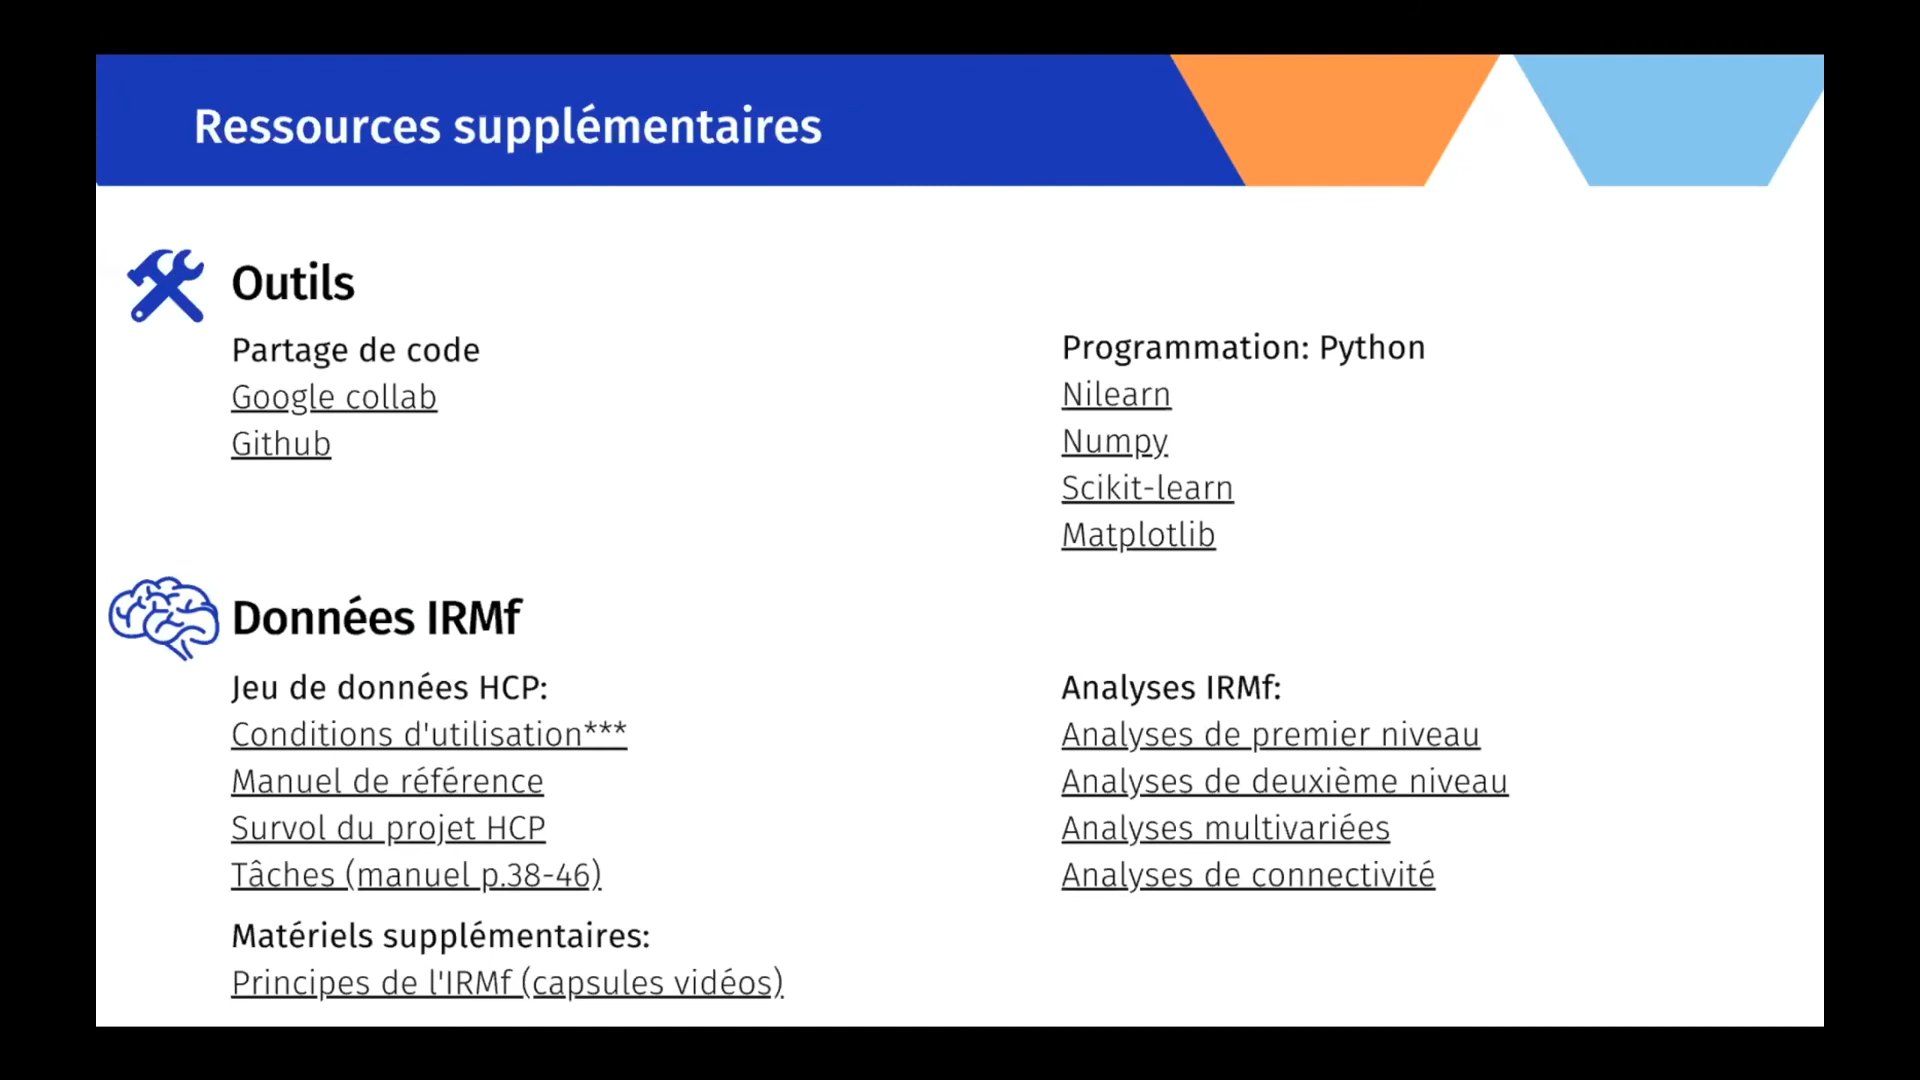 Ressources supplémentaires
Outils
Partage de code
Google collab
Github
Programmation: Python
Nilearn
Numpy
Scikit-learn
Matplotlib
Données IRMf
Jeu de données HCP:
Conditions d'utilisation***
Manuel de référence
Survol du projet HCP
Tâches (manuel p.38-46)
Matériels supplémentaires:
Principes de l'IRMf (capsules vidéos)
Analyses IRMf:
Analyses de premier niveau
Analyses de deuxième niveau
Analyses multivariées
Analyses de connectivité